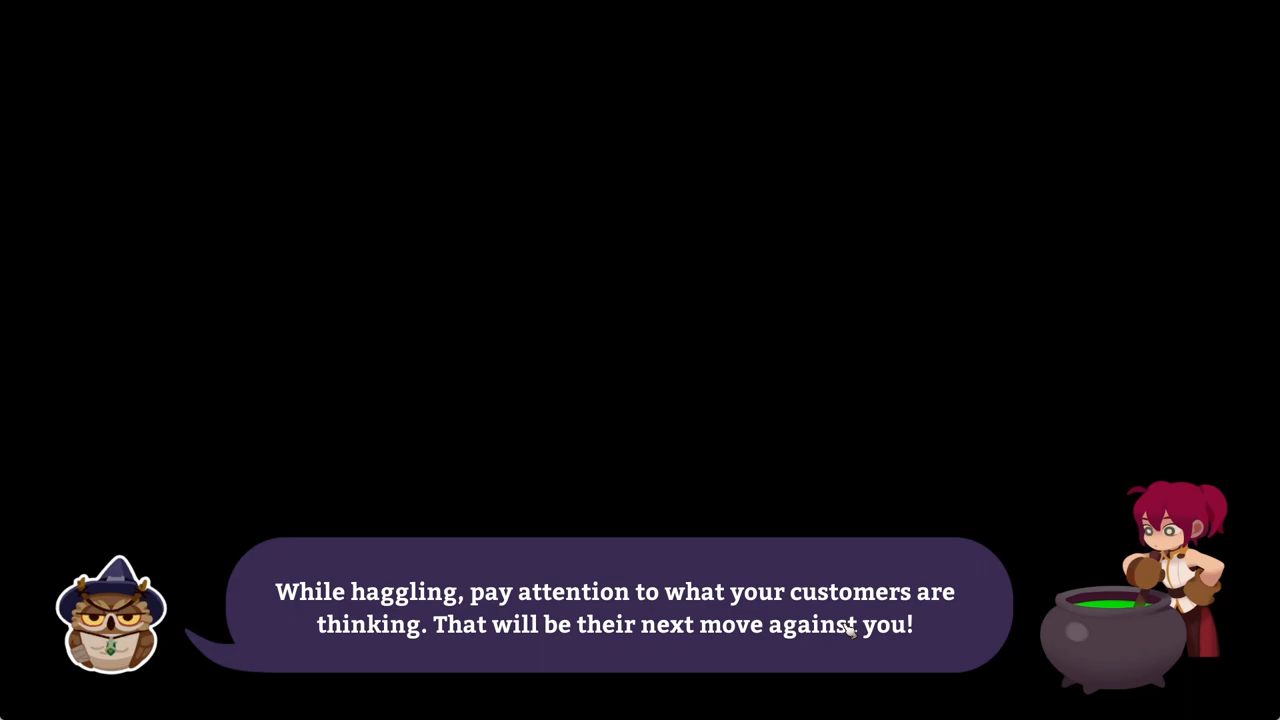 While haggling, pay attention to what your customers are
thinking. That will be their next move against you!